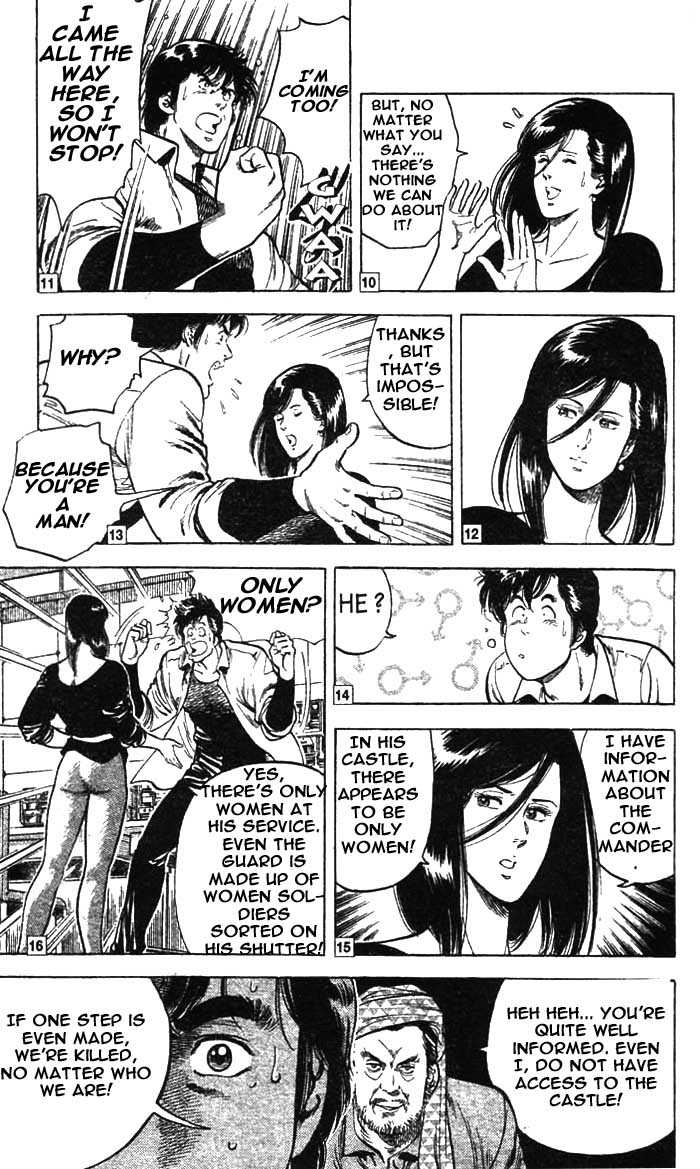 BUT, NO
MATTER
WHAT YOU
SAY...
THERE'S
NOTHING
WE CAN
DO ABOUT
IT!
10
I'M
COMING
TOO!
I
CAME
ALL THE
WAY
HERE,
SO I
WON'T
STOP!
GWAAA
11
12
THANKS
, BUT
THAT'S
IMPOS-
SIBLE!
WHY?
BECAUSE
YOU'RE
A
MAN!
13
HE?
14
I HAVE
INFOR-
MATION
ABOUT
THE
COM-
MANDER
IN HIS
CASTLE,
THERE
APPEARS
TO BE
ONLY
WOMEN!
15
ONLY
WOMEN?
YES,
THERE'S ONLY
WOMEN AT
HIS SERVICE.
EVEN THE
GUARD IS
MADE UP OF
WOMEN SOL-
DIERS
SORTED ON
HIS SHUTTER!
16
HEH HEH... YOU'RE
QUITE WELL
INFORMED. EVEN
I, DO NOT HAVE
ACCESS TO THE
CASTLE!
IF ONE STEP IS
EVEN MADE,
WE'RE KILLED,
NO MATTER WHO
WE ARE!